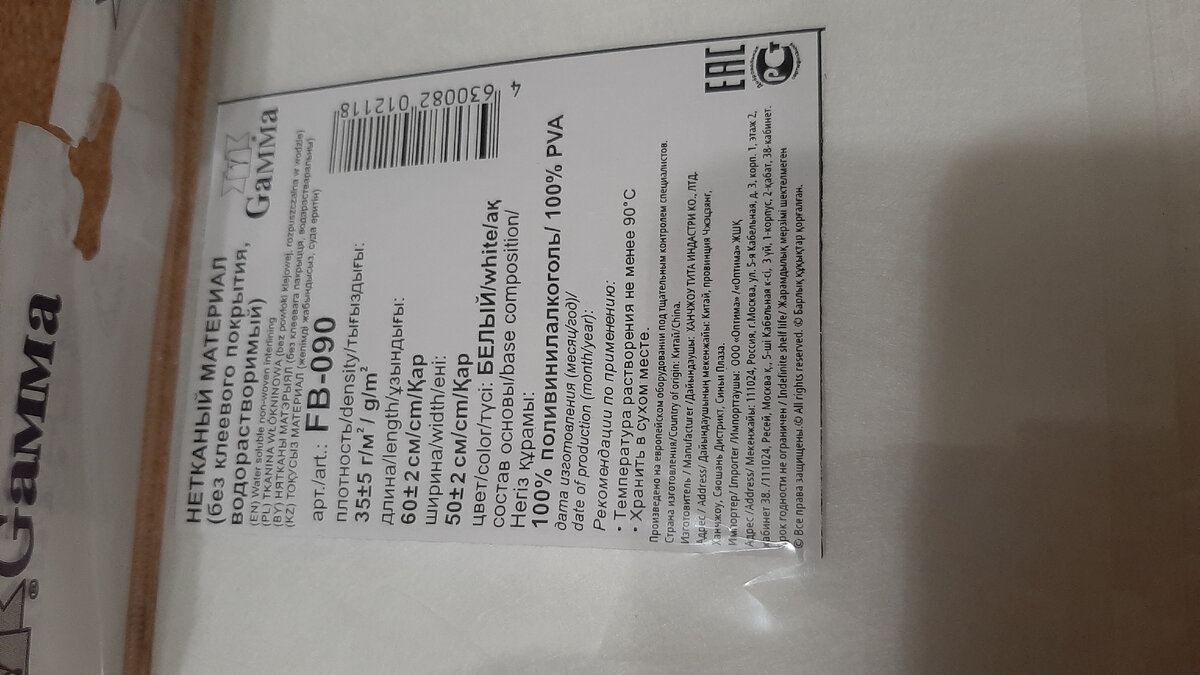 Gamma
®
НЕТКАНЫЙ МАТЕРИАЛ
(без клеевого покрытия,
водорастворимый)
Gamma
(EN) Water soluble non-woven interlining
(PL) TKANINA WŁÓKNINOWA (bez powłoki klejowej, rozpuszczalna w wodzie)
(BY) НЯТКАНЫ МАТЭРЫЯЛ (без клеевага пакрыцця, водарастваральны)
(KZ) ТОҚУСЫЗ МАТЕРИАЛ (желімді жабындысыз, суда еритін)
арт./art.: FB-090
плотность/density/тығыздығы:
35±5 г/м² / g/m²
длина/length/ұзындығы:
60±2 см/cm/Қар
ширина/width/ені:
50±2 см/cm/Қар
цвет/color/түсі: БЕЛЫЙ/white/ақ
состав основы/base composition/
Негіз құрамы:
100% поливинилалкоголь/ 100% PVA
дата изготовления (месяц/год)/
date of production (month/year):
Рекомендации по применению:
• Температура растворения не менее 90°C
• Хранить в сухом месте.
4 630082 012118
EAC
Произведено на европейском оборудовании под тщательным контролем специалистов.
Страна изготовления/Country of origin: Китай/China.
Изготовитель / Manufacturer /Дайындаушы: ХАНЧЖОУ ТИТА ИНДАСТРИ КО., ЛТД.
Адрес / Address/ Дайындаушының мекенжайы: Китай, провинция Чжэцзянг,
Ханчжоу, Сяошань Дистрикт, Синьи Плаза.
Импортер/ Importer /Импорттаушы: ООО «Оптима» /«Оптима» ЖШҚ
Адрес /Address/ Мекенжайы: 111024, Россия, г.Москва, ул. 5-я Кабельная, д.3, корп. 1, этаж 2,
кабинет 38. /111024, Ресей, Москва к., 5-ші Кабельная к-сі, 3 үй, 1-корпус, 2-қабат, 38-кабинет.
Срок годности не ограничен / Indefinite shelf life/ Жарамдылық мерзімі шектелмеген
© Все права защищены.© All rights reserved. © Барлық құқықтар қорғалған.